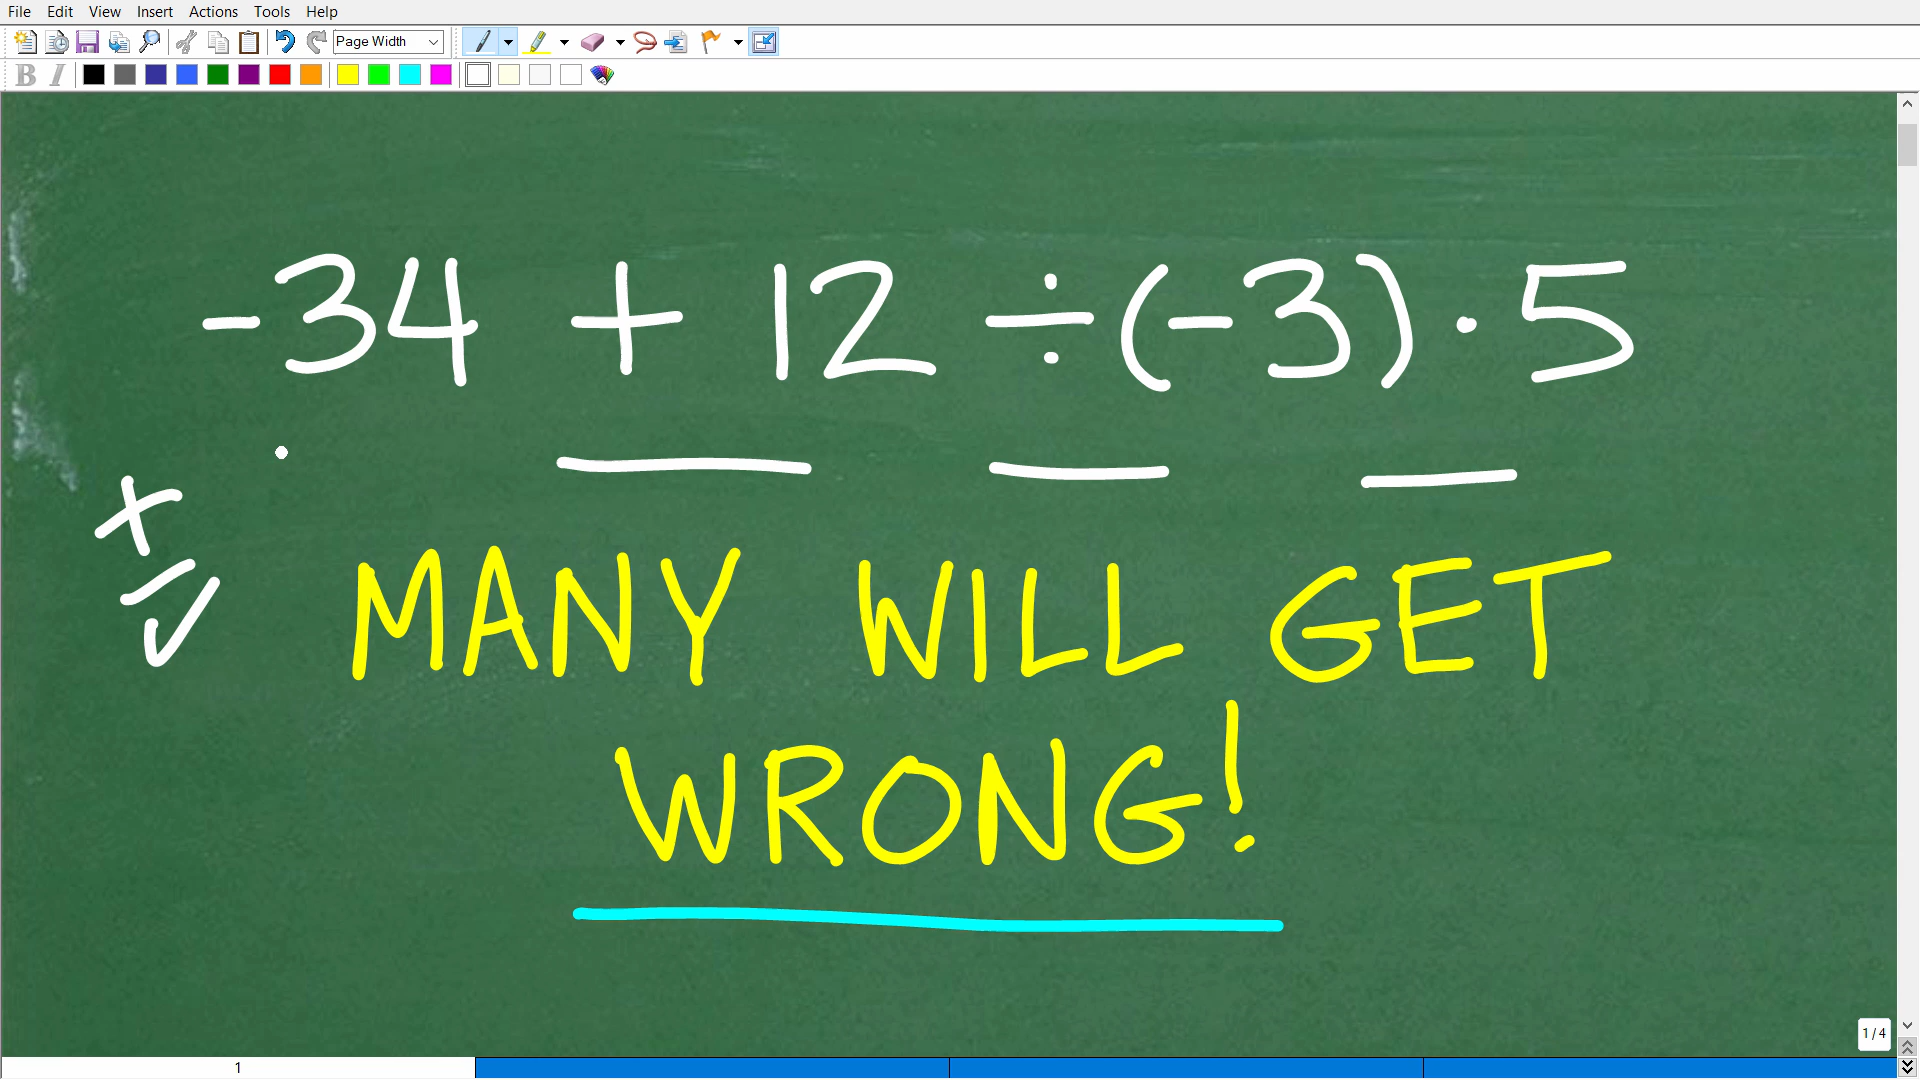 File Edit View Insert Actions Tools Help
Page Width
B I
-34 + 12 ÷ (-3) · 5
+
-
✓
MANY WILL GET
WRONG!
1 / 4
1